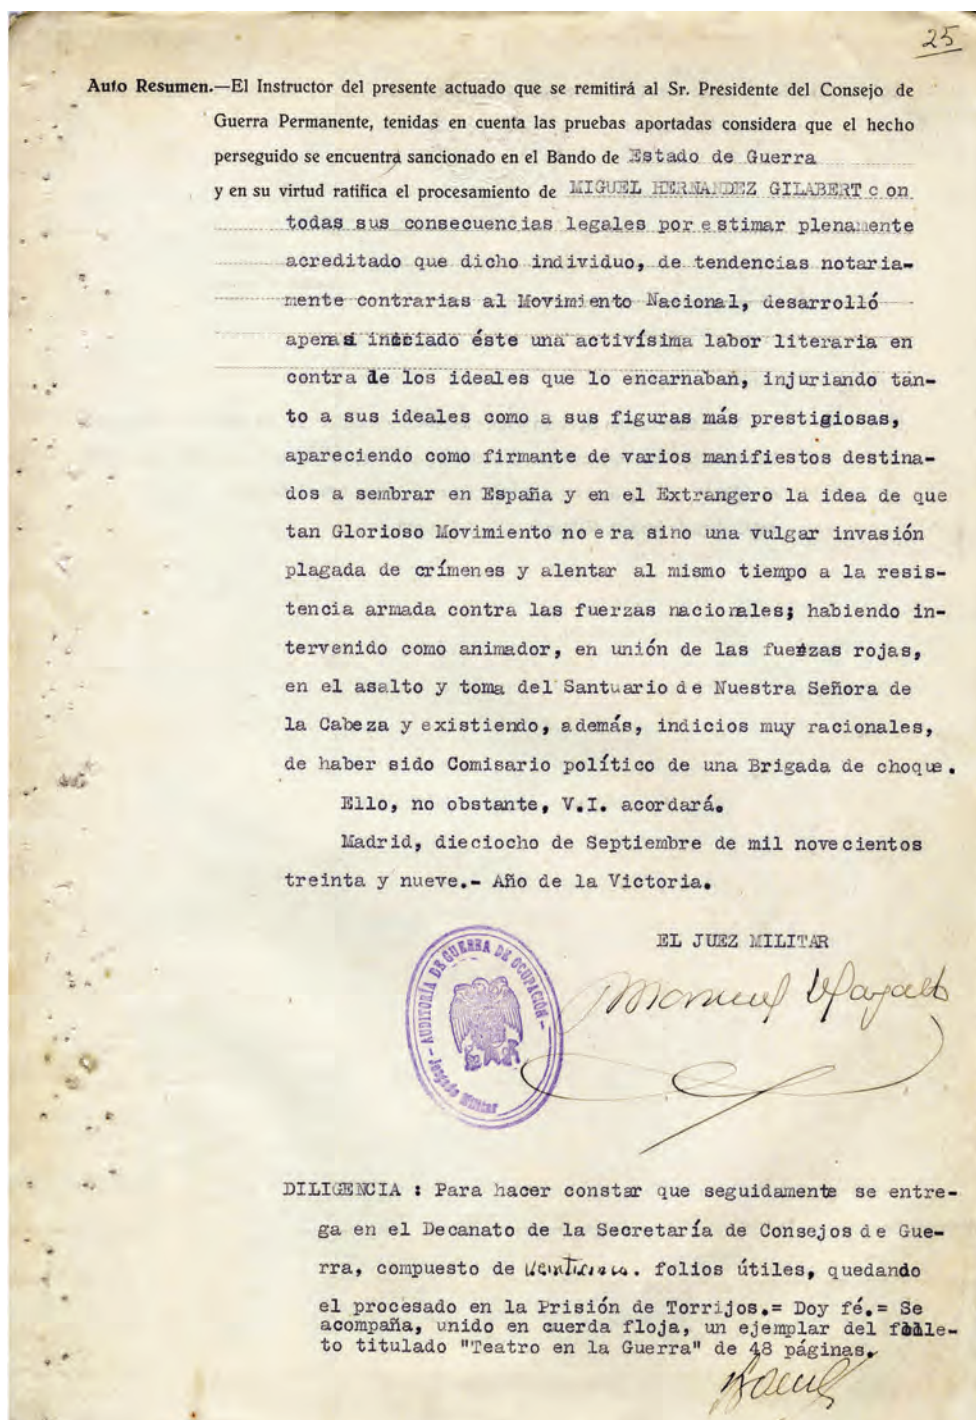 25
Auto Resumen.—El Instructor del presente actuado que se remitirá al Sr. Presidente del Consejo de
Guerra Permanente, tenidas en cuenta las pruebas aportadas considera que el hecho
perseguido se encuentra sancionado en el Bando de Estado de Guerra
y en su virtud ratifica el procesamiento de MIGUEL HERNANDEZ GILABERT c on
todas sus consecuencias legales por estimar plenamente
acreditado que dicho individuo, de tendencias notaria-
mente contrarias al Movimiento Nacional, desarrolló
apenas iniciado éste una activísima labor literaria en
contra de los ideales que lo encarnaban, injuriando tan-
to a sus ideales como a sus figuras más prestigiosas,
apareciendo como firmante de varios manifiestos destina-
dos a sembrar en España y en el Extrangero la idea de que
tan Glorioso Movimiento no era sino una vulgar invasión
plagada de crímenes y alentar al mismo tiempo a la resis-
tencia armada contra las fuerzas nacionales; habiendo in-
tervenido como animador, en unión de las fuerzas rojas,
en el asalto y toma del Santuario de Nuestra Señora de
la Cabeza y existiendo, además, indicios muy racionales,
de haber sido Comisario político de una Brigada de choque.
Ello, no obstante, V.I. acordará.
Madrid, dieciocho de Septiembre de mil novecientos
treinta y nueve.- Año de la Victoria.
EL JUEZ MILITAR
AUDITORÍA DE GUERRA DE OCUPACIÓN
Juzgado Militar
Manuel
DILIGENCIA : Para hacer constar que seguidamente se entre-
ga en el Decanato de la Secretaría de Consejos de Gue-
rra, compuesto de veinticinco. folios útiles, quedando
el procesado en la Prisión de Torrijos.= Doy fé.= Se
acompaña, unido en cuerda floja, un ejemplar del folle-
to titulado "Teatro en la Guerra" de 48 páginas.